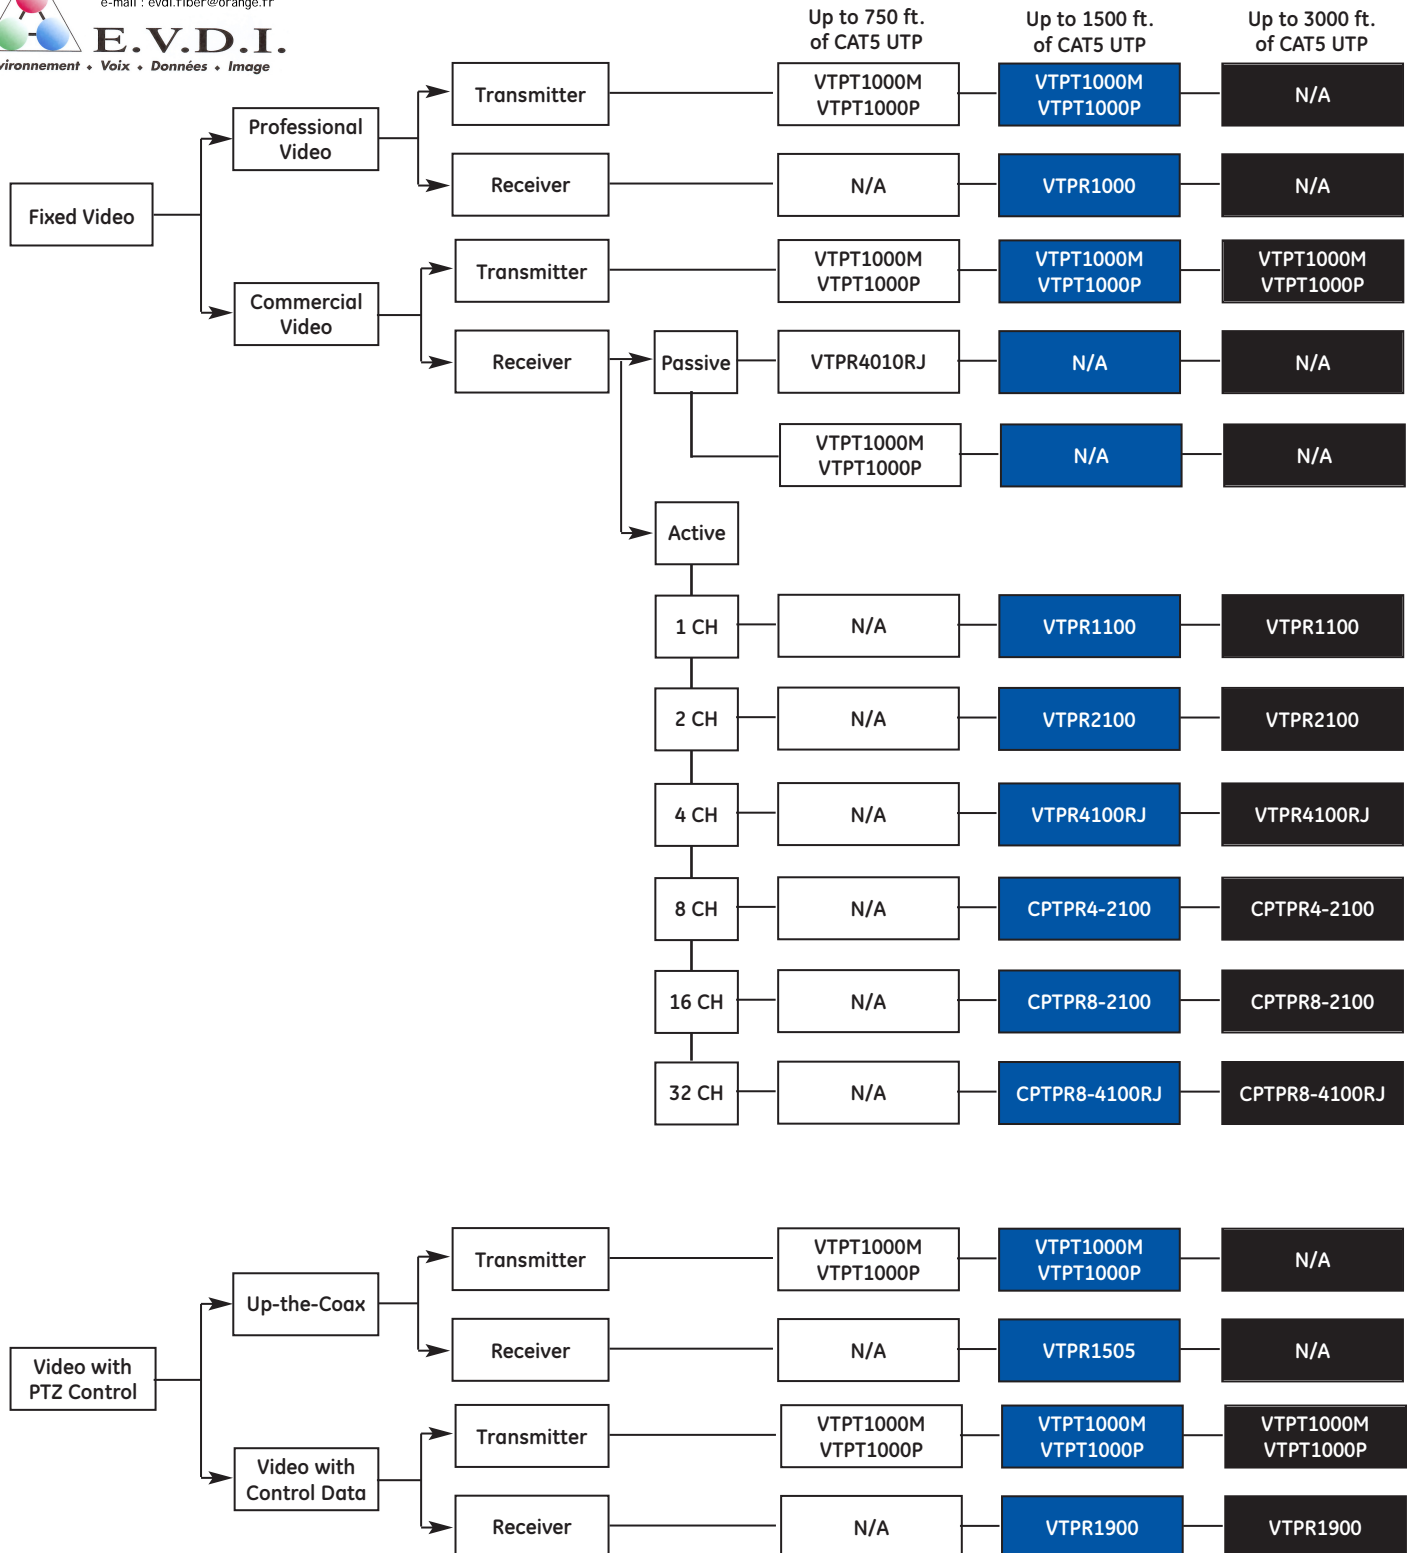 e-mail : evdi.fiber@orange.fr
E.V.D.I.
Voix ⬥ Données ⬥ Image
Up to 750 ft.
of CAT5 UTP
Up to 1500 ft.
of CAT5 UTP
Up to 3000 ft.
of CAT5 UTP
Fixed Video
Professional
Video
Transmitter
VTPT1000M
VTPT1000P
VTPT1000M
VTPT1000P
N/A
Receiver
N/A
VTPR1000
N/A
Commercial
Video
Transmitter
VTPT1000M
VTPT1000P
VTPT1000M
VTPT1000P
VTPT1000M
VTPT1000P
Receiver
Passive
VTPR4010RJ
N/A
N/A
VTPT1000M
VTPT1000P
N/A
N/A
Active
1 CH
N/A
VTPR1100
VTPR1100
2 CH
N/A
VTPR2100
VTPR2100
4 CH
N/A
VTPR4100RJ
VTPR4100RJ
8 CH
N/A
CPTPR4-2100
CPTPR4-2100
16 CH
N/A
CPTPR8-2100
CPTPR8-2100
32 CH
N/A
CPTPR8-4100RJ
CPTPR8-4100RJ
Video with
PTZ Control
Up-the-Coax
Transmitter
VTPT1000M
VTPT1000P
VTPT1000M
VTPT1000P
N/A
Receiver
N/A
VTPR1505
N/A
Video with
Control Data
Transmitter
VTPT1000M
VTPT1000P
VTPT1000M
VTPT1000P
VTPT1000M
VTPT1000P
Receiver
N/A
VTPR1900
VTPR1900